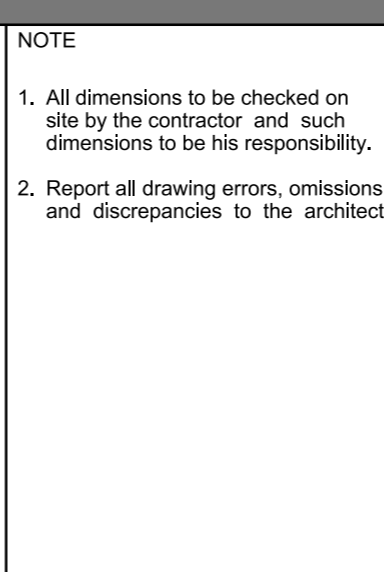 NOTE
1. All dimensions to be checked on
site by the contractor and such
dimensions to be his responsibility.
2. Report all drawing errors, omissions
and discrepancies to the architect